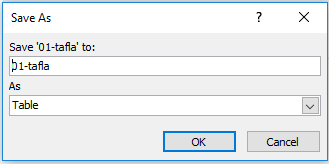 Save As
?
Save '01-tafla' to:
01-tafla
As
Table
OK
Cancel